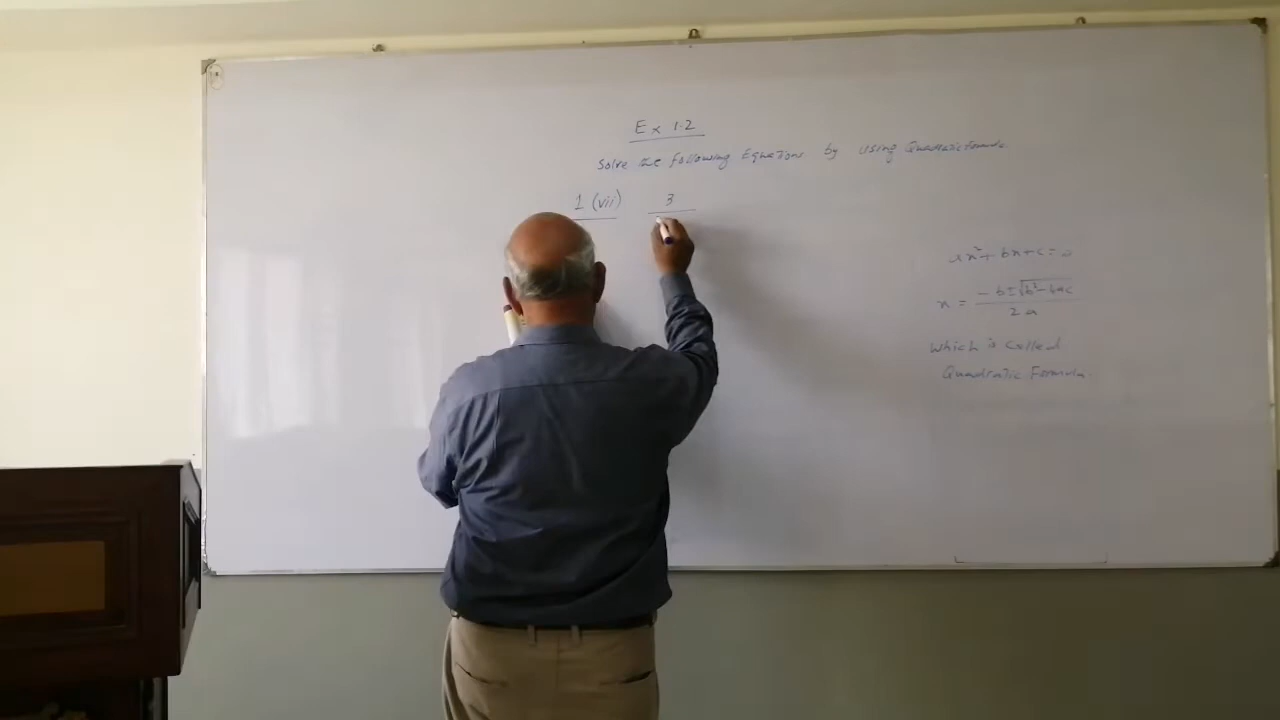 Ex 1.2
Solve the following Equations by using Quadratic Formula
1 (vii) 3
ax²+bx+c=0
x = -b±√b²-4ac
2a
Which is called
Quadratic Formula.